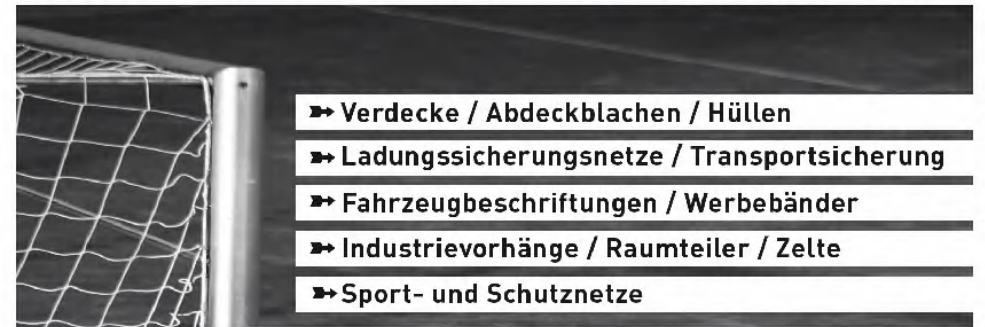 ➽ Verdecke / Abdeckblachen / Hüllen
➽ Ladungssicherungsnetze / Transportsicherung
➽ Fahrzeugbeschriftungen / Werbebänder
➽ Industrievorhänge / Raumteiler / Zelte
➽ Sport- und Schutznetze